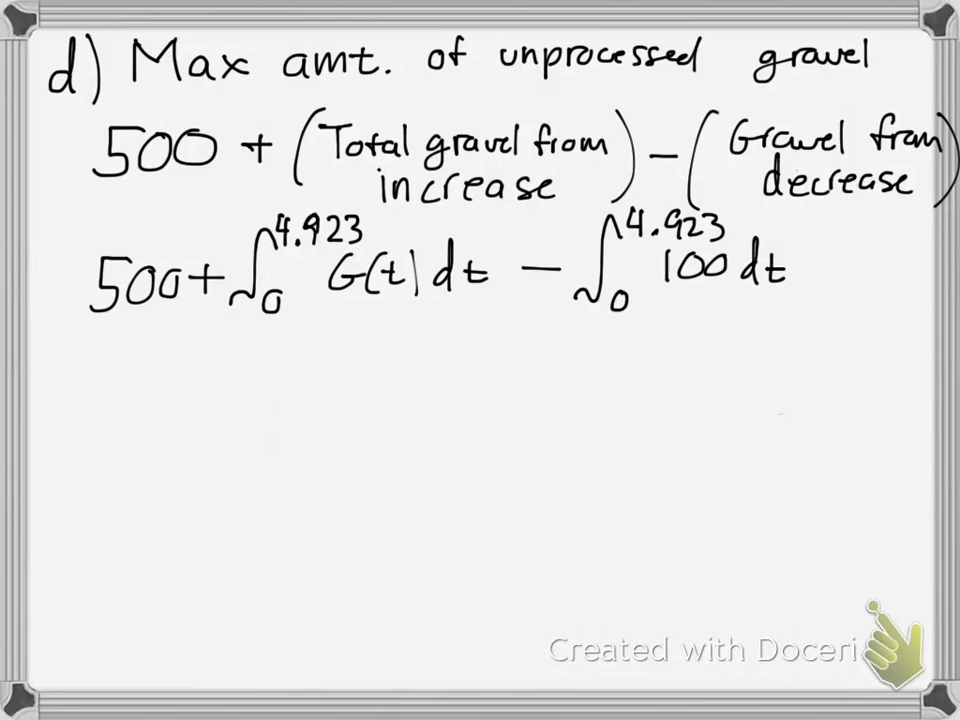 d) Max amt. of unprocessed gravel
500 + (Total gravel from increase) − (Gravel from decrease)
500 + ∫₀^4.923 G(t) dt − ∫₀^4.923 100 dt
Created with Doceri